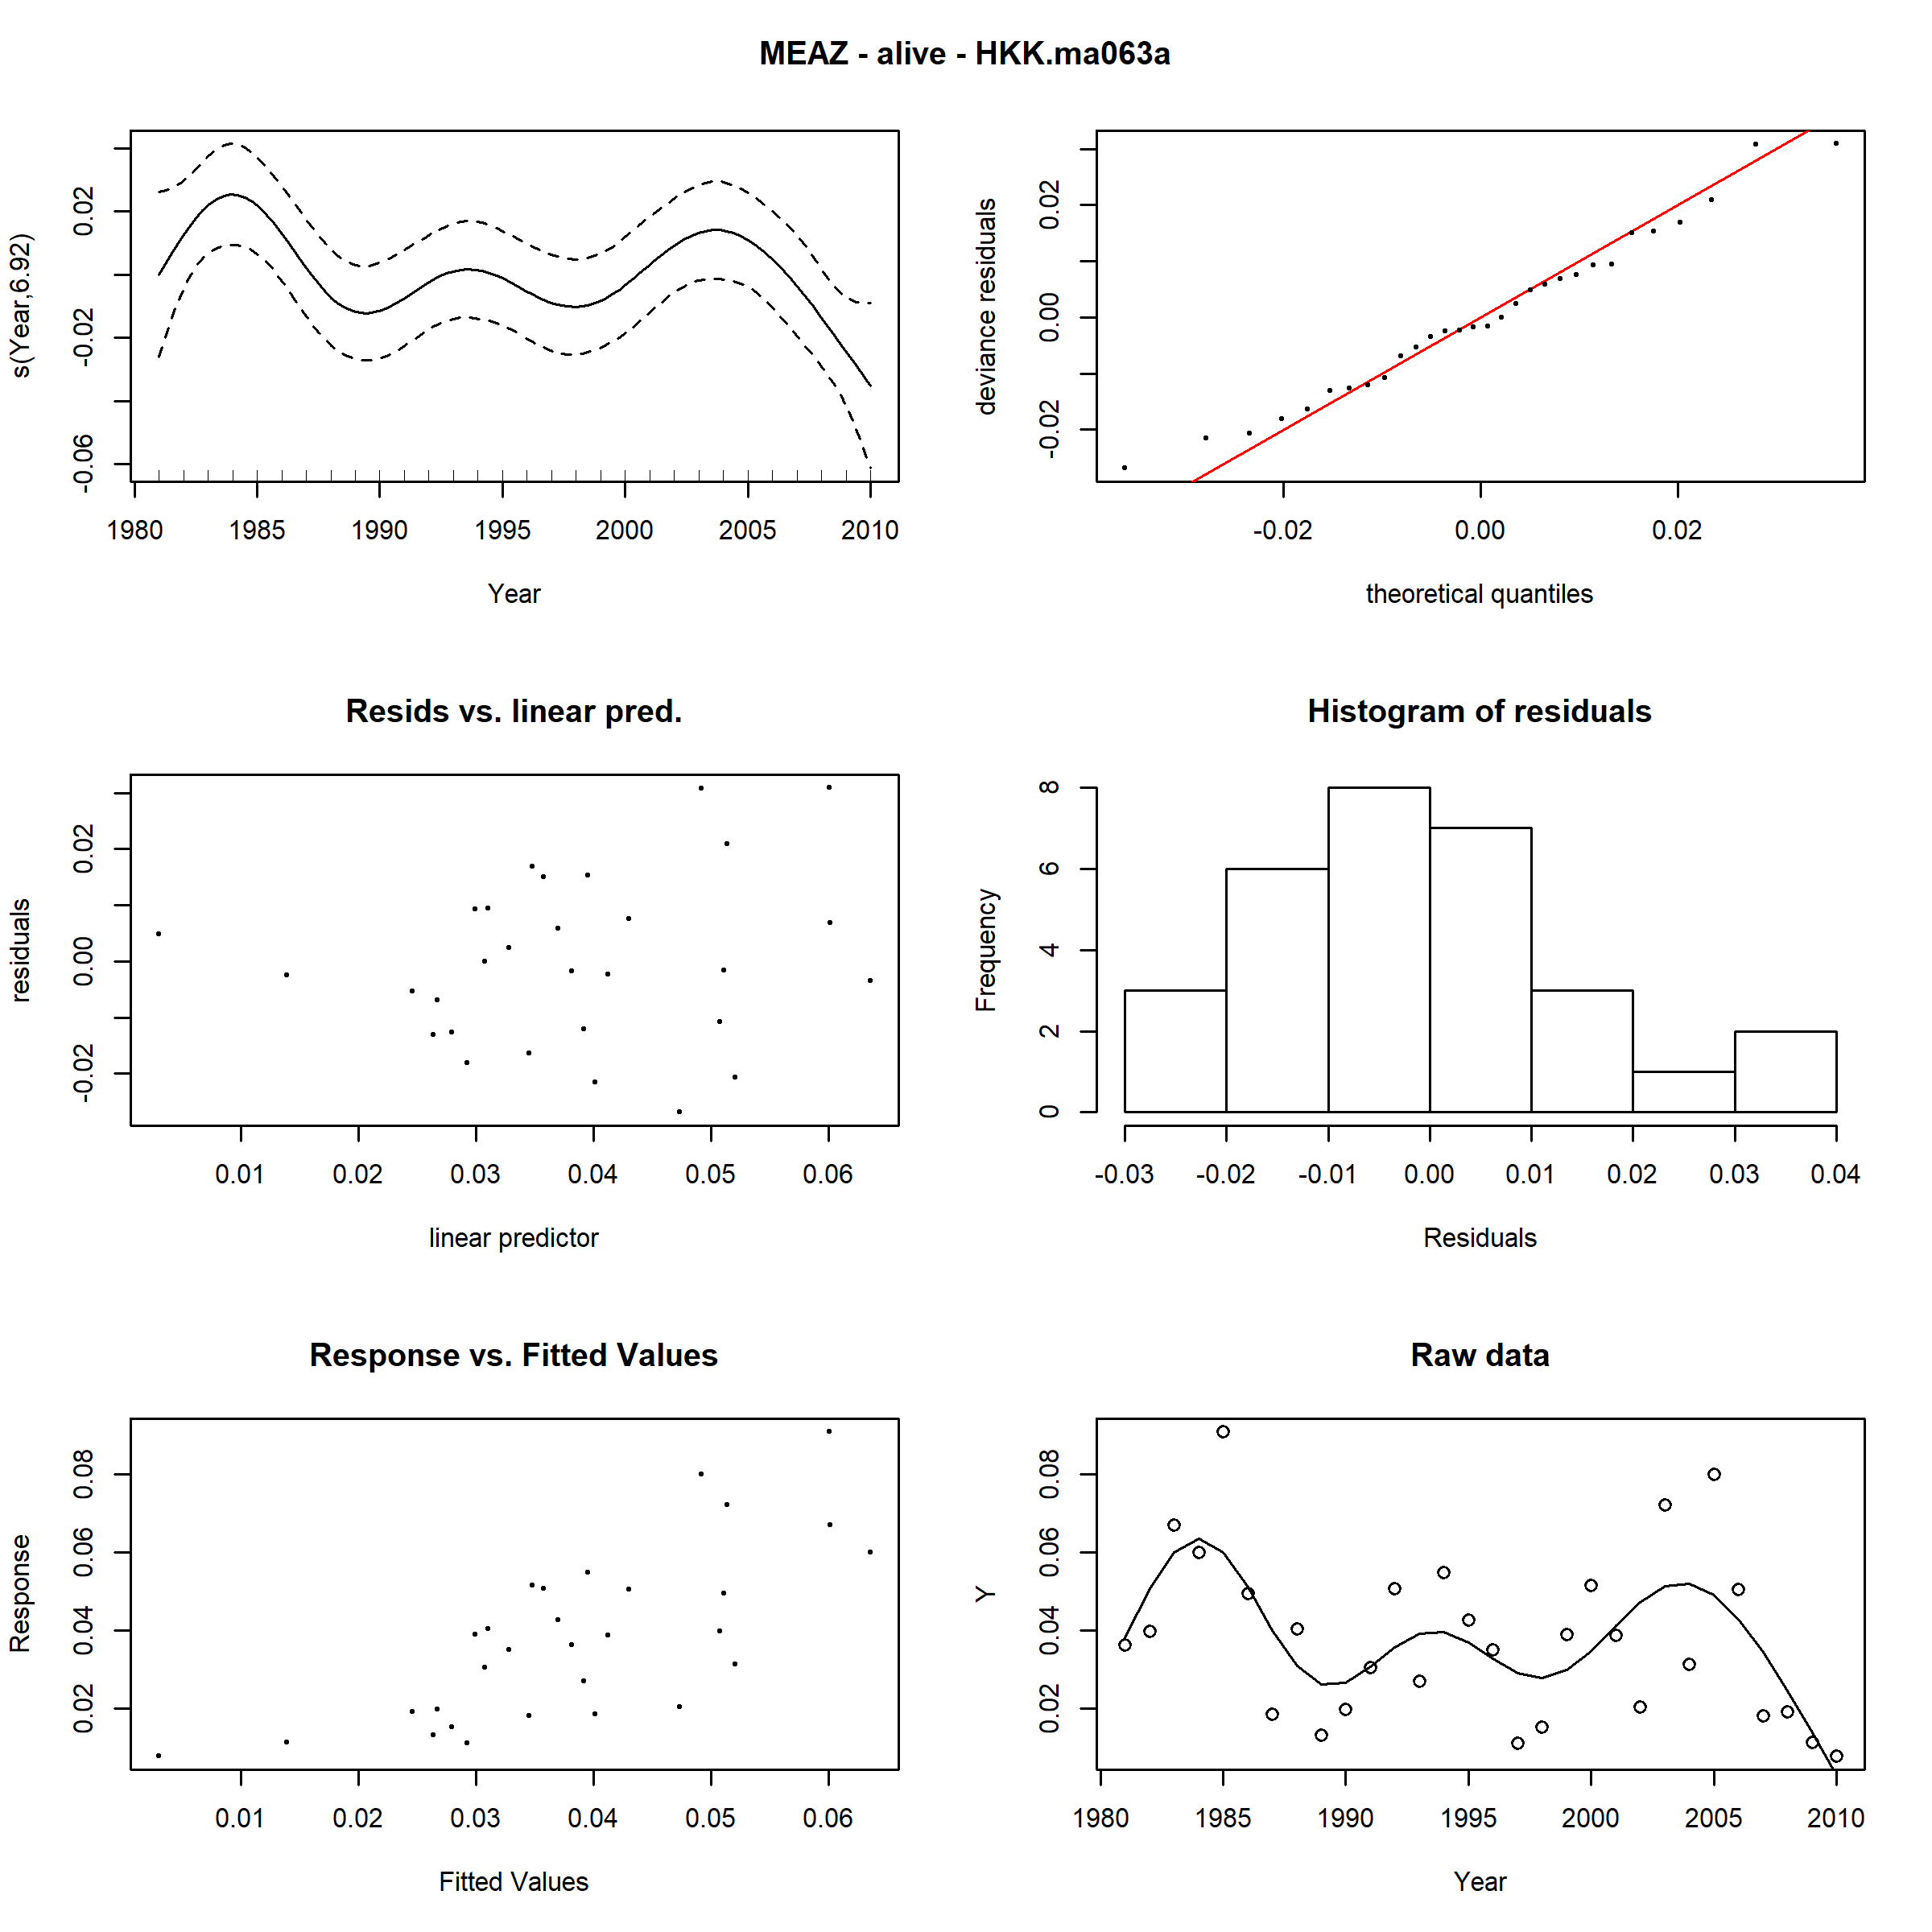 MEAZ - alive - HKK.ma063a
s(Year,6.92)
0.02
-0.02
-0.06
1980 1985 1990 1995 2000 2005 2010
Year
deviance residuals
0.02
0.00
-0.02
-0.02 0.00 0.02
theoretical quantiles
Resids vs. linear pred.
residuals
0.02
0.00
-0.02
0.01 0.02 0.03 0.04 0.05 0.06
linear predictor
Histogram of residuals
Frequency
8
6
4
2
0
-0.03 -0.02 -0.01 0.00 0.01 0.02 0.03 0.04
Residuals
Response vs. Fitted Values
Response
0.08
0.06
0.04
0.02
0.01 0.02 0.03 0.04 0.05 0.06
Fitted Values
Raw data
Y
0.08
0.06
0.04
0.02
1980 1985 1990 1995 2000 2005 2010
Year